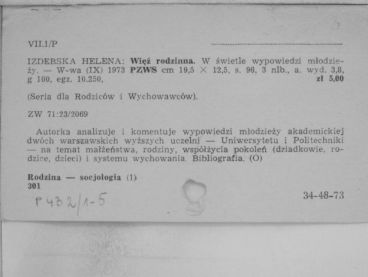 VII.1/P
IZDEBSKA HELENA: Więź rodzinna. W świetle wypowiedzi młodzie-
ży. — W-wa (IX) 1973 PZWS cm 19,5 × 12,5, s. 96, 3 nlb., a. wyd. 3,8,
g 100, egz. 10.250, zł 5,00
(Seria dla Rodziców i Wychowawców).
ZW 71:23/2069
Autorka analizuje i komentuje wypowiedzi młodzieży akademickiej
dwóch warszawskich wyższych uczelni — Uniwersytetu i Politechniki
— na temat małżeństwa, rodziny, współżycia pokoleń (dziadkowie, ro-
dzice, dzieci) i systemu wychowania. Bibliografia. (O)
Rodzina — socjologia (1)
301
34-48-73
P 432/1-5